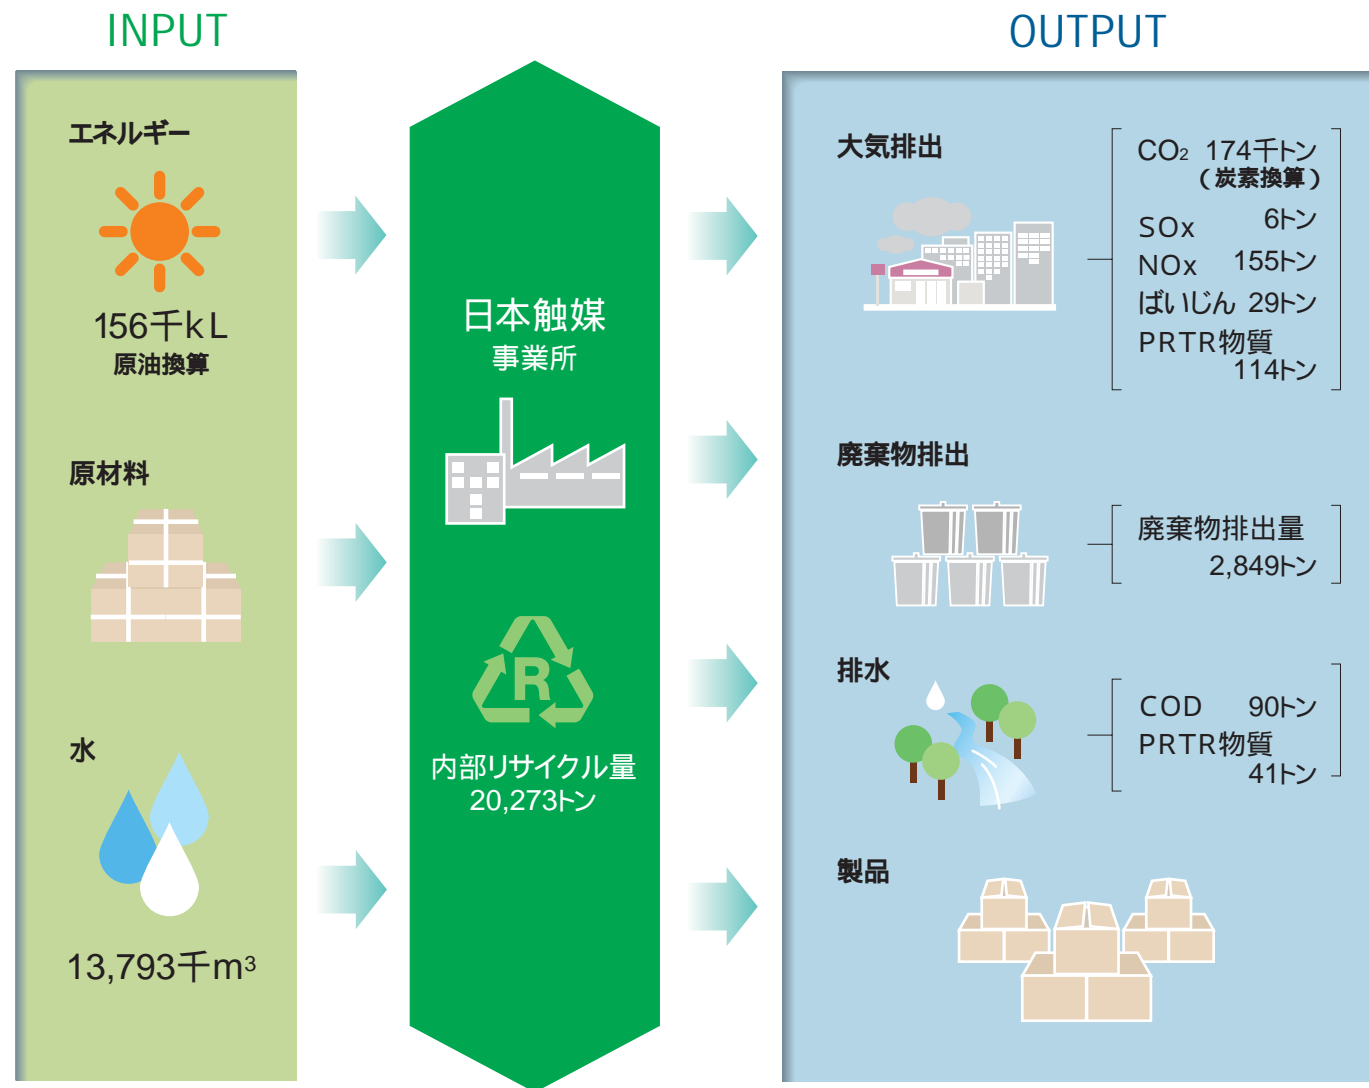 INPUT
エネルギー
156千kL
原油換算
原材料
水
13,793千m³
日本触媒
事業所
R
内部リサイクル量
20,273トン
OUTPUT
大気排出
CO₂ 174千トン
(炭素換算)
SOx 6トン
NOx 155トン
ばいじん 29トン
PRTR物質
114トン
廃棄物排出
廃棄物排出量
2,849トン
排水
COD 90トン
PRTR物質
41トン
製品